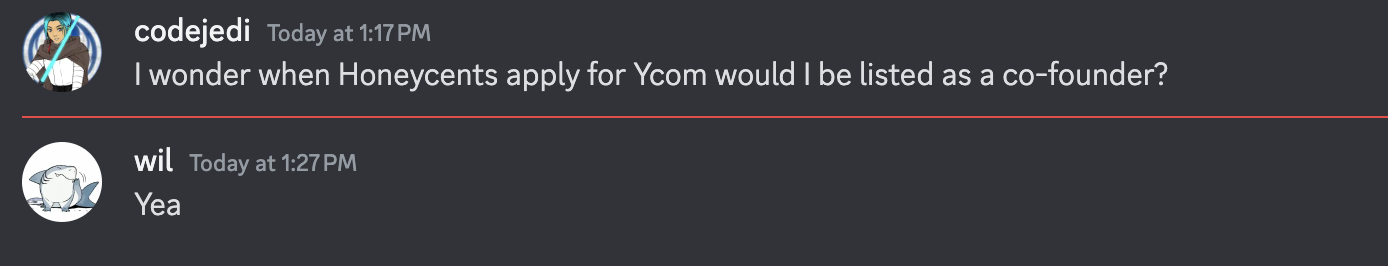 codejedi Today at 1:17 PM
I wonder when Honeycents apply for Ycom would I be listed as a co-founder?
wil Today at 1:27 PM
Yea